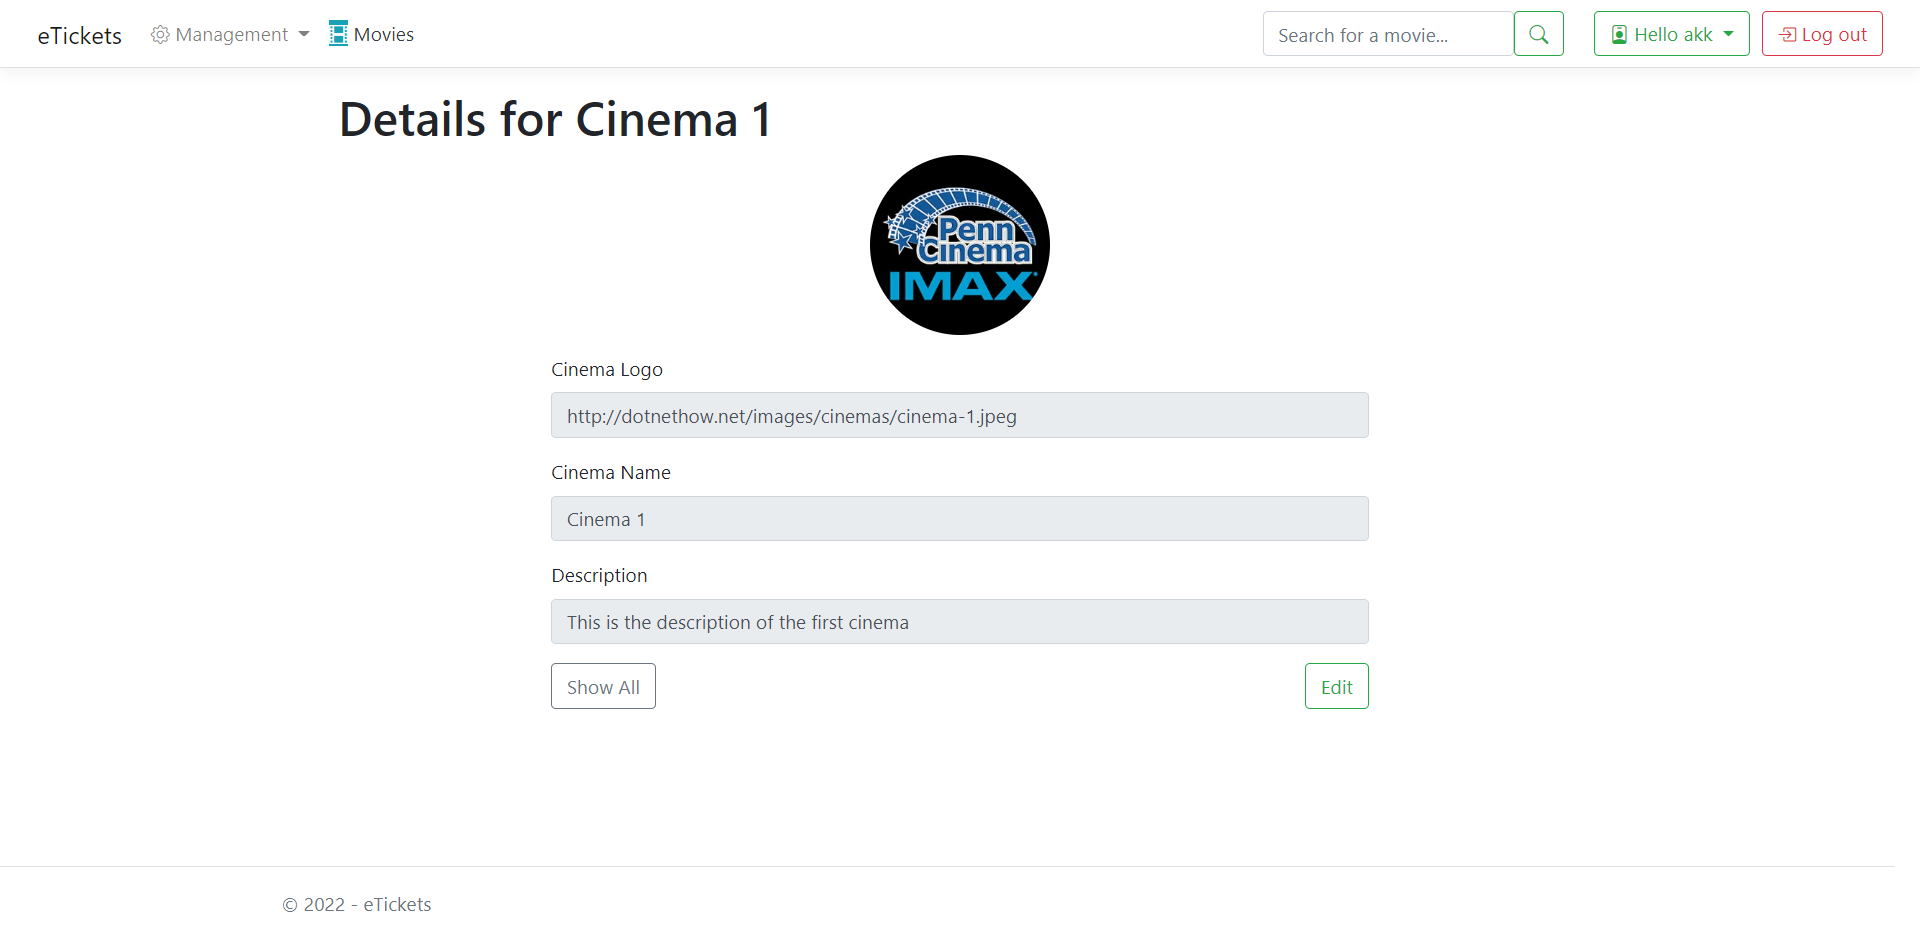 eTickets Management Movies Search for a movie... Hello akk Log out
Details for Cinema 1
Penn
Cinema
IMAX
Cinema Logo
http://dotnethow.net/images/cinemas/cinema-1.jpeg
Cinema Name
Cinema 1
Description
This is the description of the first cinema
Show All Edit
© 2022 - eTickets